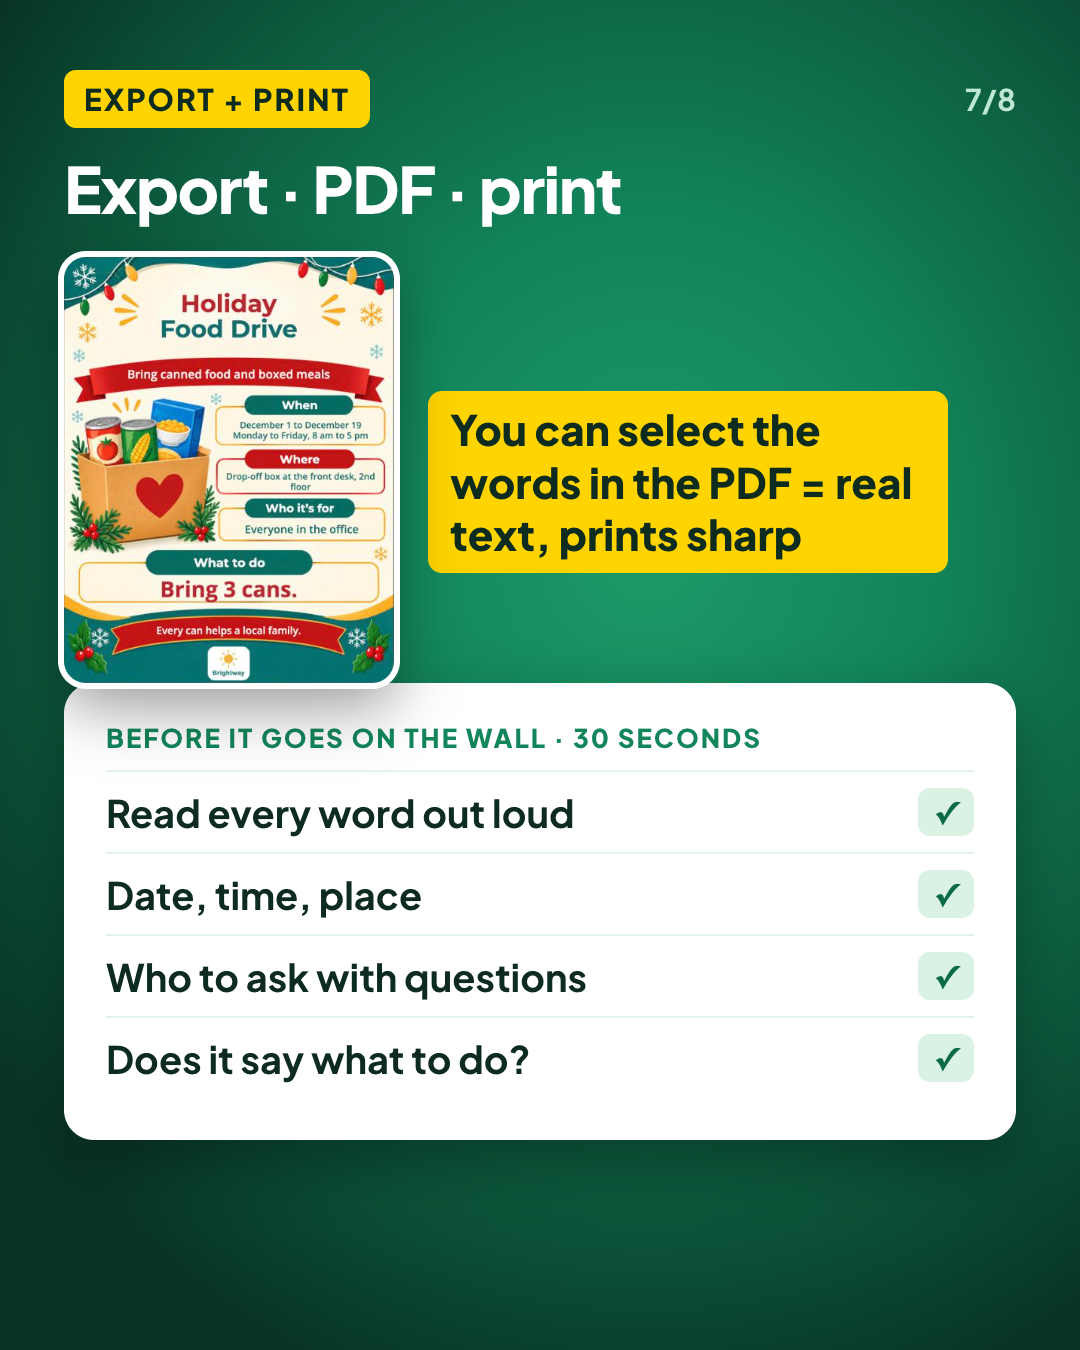 EXPORT + PRINT
7/8
Export · PDF · print
Holiday
Food Drive
Bring canned food and boxed meals
When
December 1 to December 19
Monday to Friday, 8 am to 5 pm
Where
Drop-off box at the front desk, 2nd
floor
Who it's for
Everyone in the office
What to do
Bring 3 cans.
Every can helps a local family.
Brightway
You can select the
words in the PDF = real
text, prints sharp
BEFORE IT GOES ON THE WALL · 30 SECONDS
Read every word out loud
✓
Date, time, place
✓
Who to ask with questions
✓
Does it say what to do?
✓